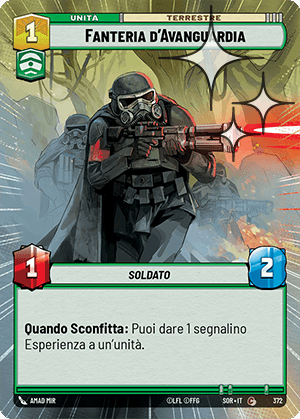 UNITÀ TERRESTRE
1 FANTERIA D'AVANGUARDIA
1 SOLDATO 2
Quando Sconfitta: Puoi dare 1 segnalino
Esperienza a un'unità.
AMAD MIR ©LFL ©FFG SOR • IT C 372